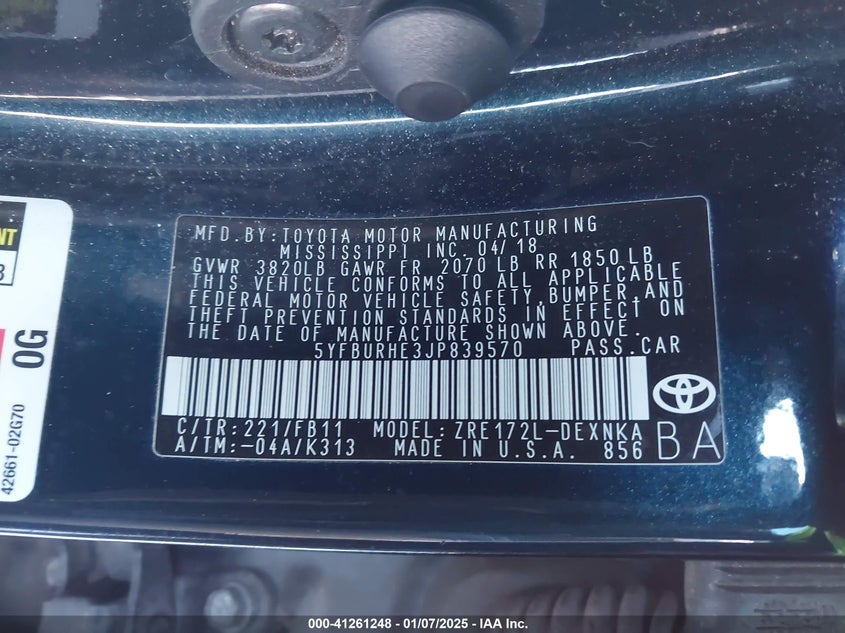 MFD.BY:TOYOTA MOTOR MANUFACTURING
MISSISSIPPI INC.04/18
GVWR 3820LB GAWR FR 2070LB RR 1850LB
THIS VEHICLE CONFORMS TO ALL APPLICABLE
FEDERAL MOTOR VEHICLE SAFETY,BUMPER,AND
THEFT PREVENTION STANDARDS IN EFFECT ON
THE DATE OF MANUFACTURE SHOWN ABOVE.
5YFBURHE3JP839570 PASS.CAR
C/TR:221/FB11 MODEL:ZRE172L-DEXNKA
A/TM:-04A/K313 MADE IN U.S.A. 856
BA
0G
42661-02G70
000-41261248 - 01/07/2025 - IAA Inc.